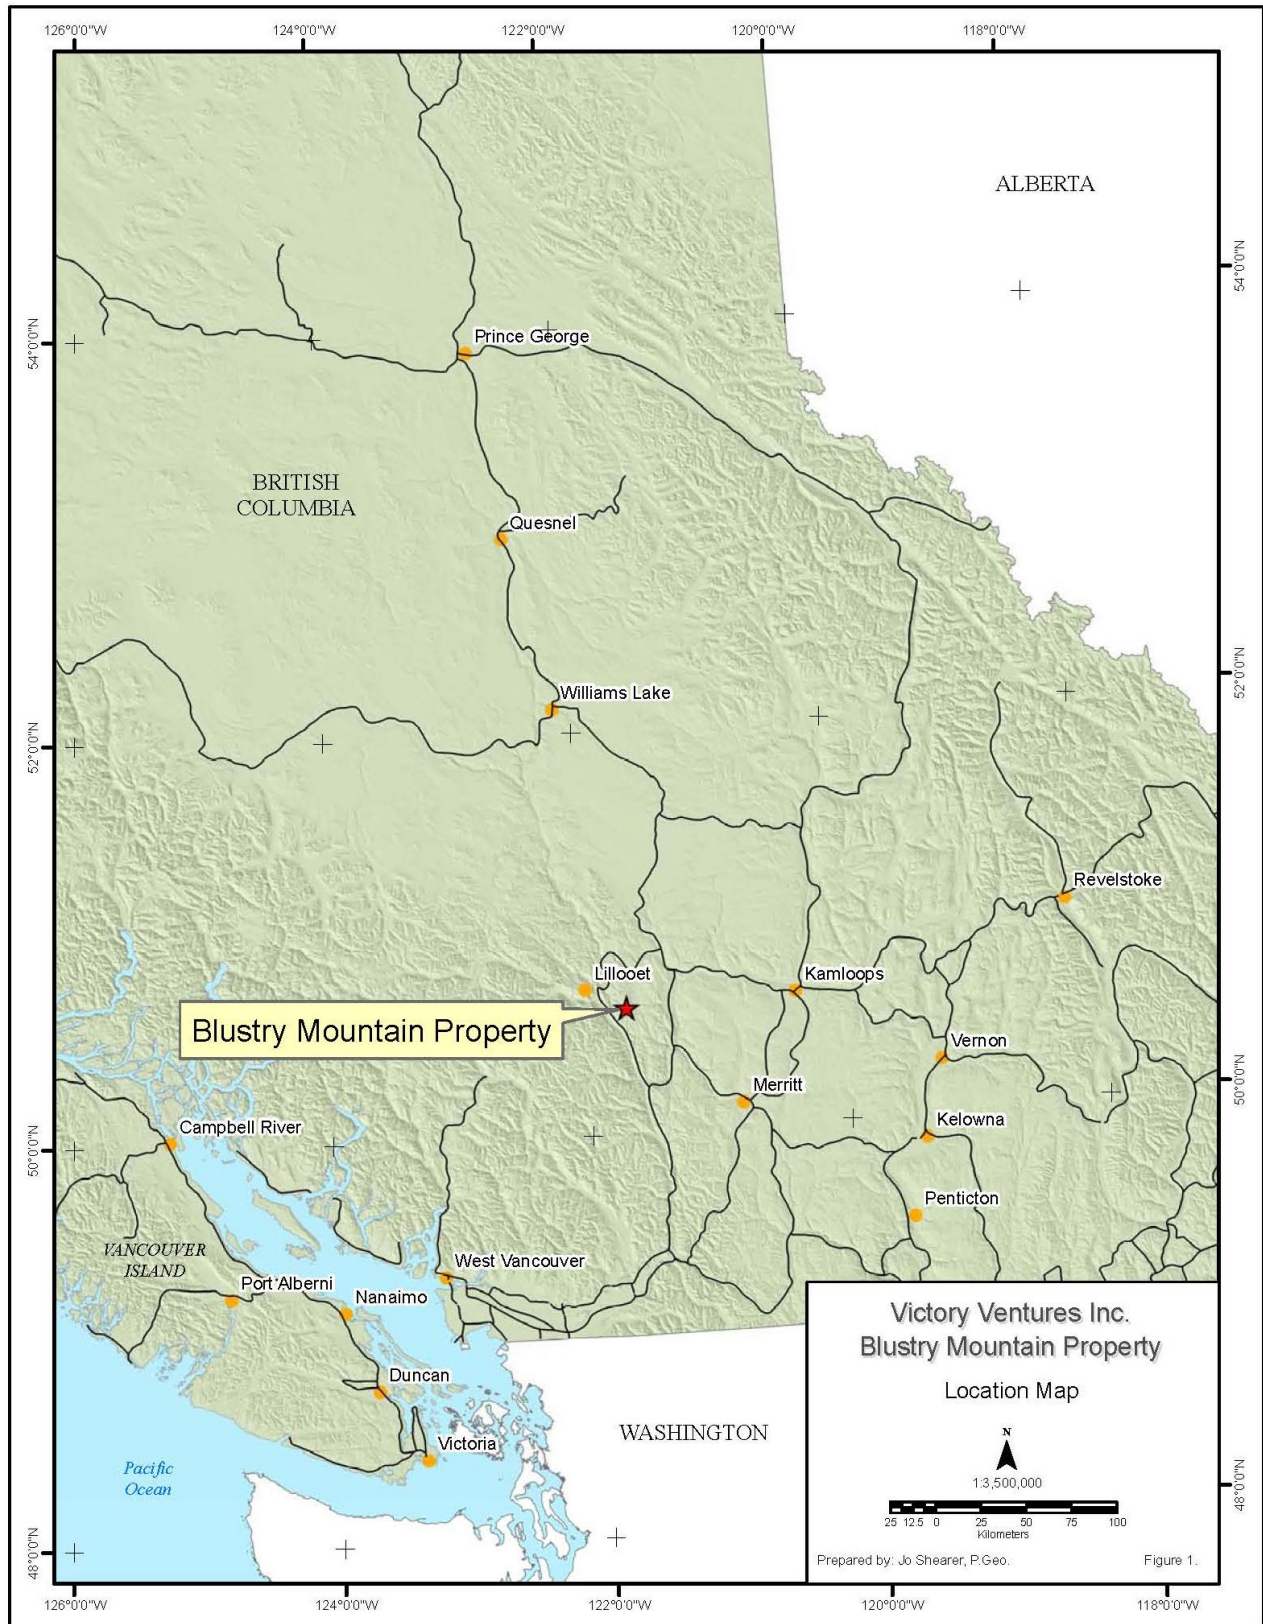 126°0'0"W
124°0'0"W
122°0'0"W
120°0'0"W
118°0'0"W
ALBERTA
54°0'0"N
54°0'0"N
Prince George
BRITISH
COLUMBIA
Quesnel
52°0'0"N
Williams Lake
52°0'0"N
Revelstoke
Lillooet
Kamloops
Blustry Mountain Property
Vernon
Merritt
50°0'0"N
Campbell River
Kelowna
50°0'0"N
Penticton
VANCOUVER
ISLAND
West Vancouver
Port Alberni
Nanaimo
Duncan
Victoria
WASHINGTON
Pacific
Ocean
Victory Ventures Inc.
Blustry Mountain Property
Location Map
N
1:3,500,000
25 12.5 0 25 50 75 100
Kilometers
Prepared by: Jo Shearer, P.Geo.
Figure 1.
48°0'0"N
48°0'0"N
126°0'0"W
124°0'0"W
122°0'0"W
120°0'0"W
118°0'0"W